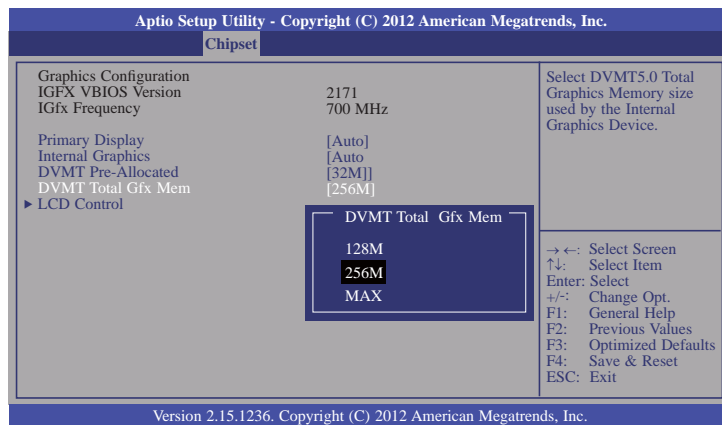 Aptio Setup Utility - Copyright (C) 2012 American Megatrends, Inc.
Chipset
Graphics Configuration
IGFX VBIOS Version 2171
IGfx Frequency 700 MHz
Primary Display [Auto]
Internal Graphics [Auto
DVMT Pre-Allocated [32M]]
DVMT Total Gfx Mem [256M]
▶ LCD Control
DVMT Total Gfx Mem
128M
256M
MAX
Select DVMT5.0 Total
Graphics Memory size
used by the Internal
Graphics Device.
→←: Select Screen
↑↓: Select Item
Enter: Select
+/-: Change Opt.
F1: General Help
F2: Previous Values
F3: Optimized Defaults
F4: Save & Reset
ESC: Exit
Version 2.15.1236. Copyright (C) 2012 American Megatrends, Inc.